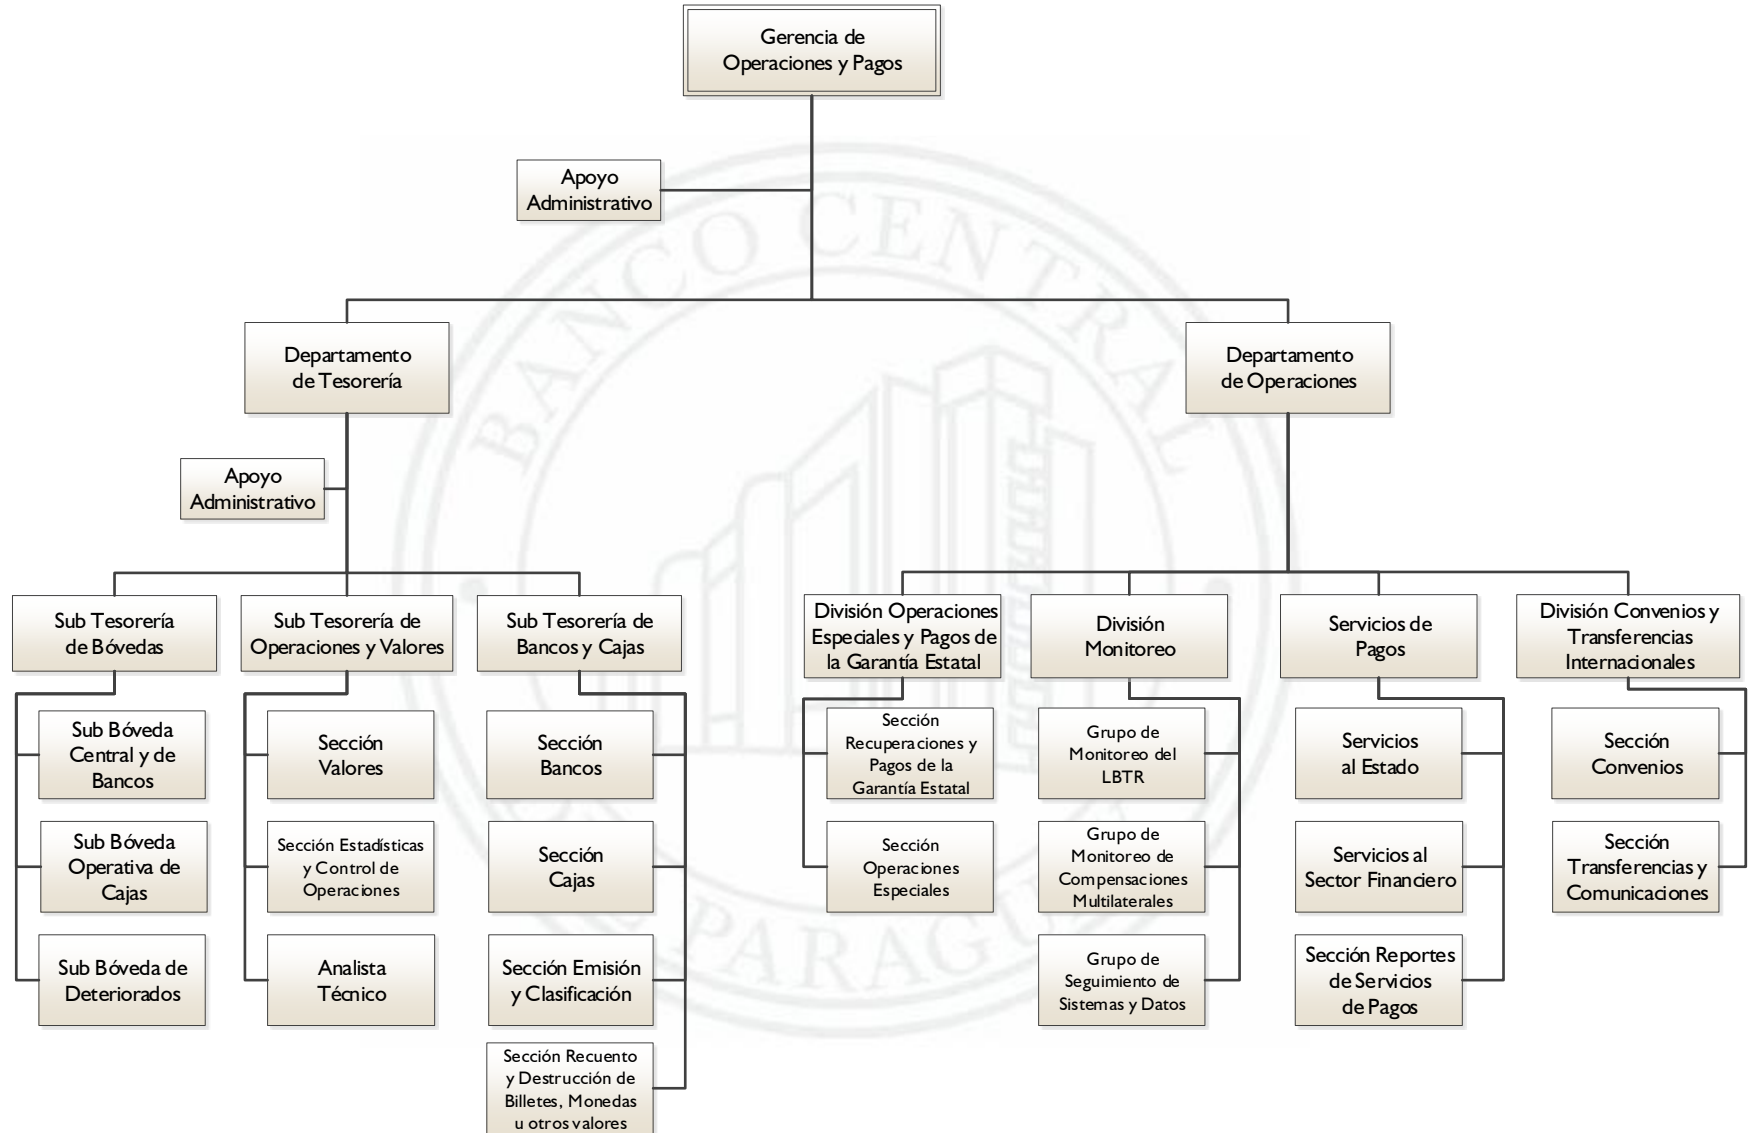 Gerencia de
Operaciones y Pagos
Apoyo
Administrativo
BANCO CENTRAL
Departamento
de Tesorería
Departamento
de Operaciones
Apoyo
Administrativo
Sub Tesorería
de Bóvedas
Sub Tesorería de
Operaciones y Valores
Sub Tesorería de
Bancos y Cajas
División Operaciones
Especiales y Pagos de
la Garantía Estatal
División
Monitoreo
Servicios de
Pagos
División Convenios y
Transferencias
Internacionales
Sub Bóveda
Central y de
Bancos
Sub Bóveda
Operativa de
Cajas
Sub Bóveda de
Deteriorados
Sección
Valores
Sección Estadísticas
y Control de
Operaciones
Analista
Técnico
Sección
Bancos
Sección
Cajas
Sección Emisión
y Clasificación
Sección Recuento
y Destrucción de
Billetes, Monedas
u otros valores
Sección
Recuperaciones y
Pagos de la
Garantía Estatal
Sección
Operaciones
Especiales
Grupo de
Monitoreo del
LBTR
Grupo de
Monitoreo de
Compensaciones
Multilaterales
Grupo de
Seguimiento de
Sistemas y Datos
Servicios
al Estado
Servicios al
Sector Financiero
Sección Reportes
de Servicios
de Pagos
Sección
Convenios
Sección
Transferencias y
Comunicaciones